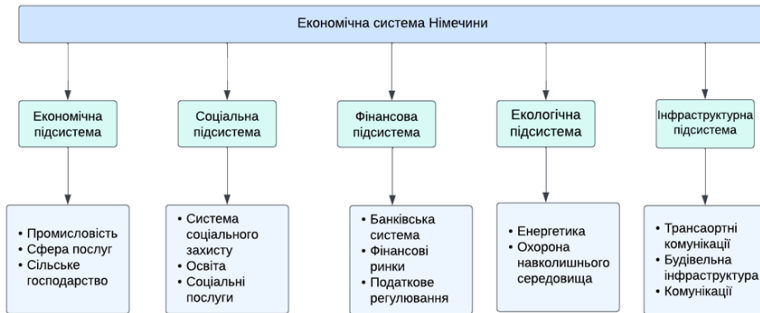 Економічна система Німечини
Економічна
підсистема
Соціальна
підсистема
Фінансова
підсистема
Екологічна
підсистема
Інфраструктурна
підсистема
• Промисловість
• Сфера послуг
• Сільське
господарство
• Система
соціального
захисту
• Освіта
• Соціальні
послуги
• Банківська
система
• Фінансові
ринки
• Податкове
регулювання
• Енергетика
• Охорона
навколишнього
середовища
• Трансаортні
комунікації
• Будівельна
інфраструктура
• Комунікації